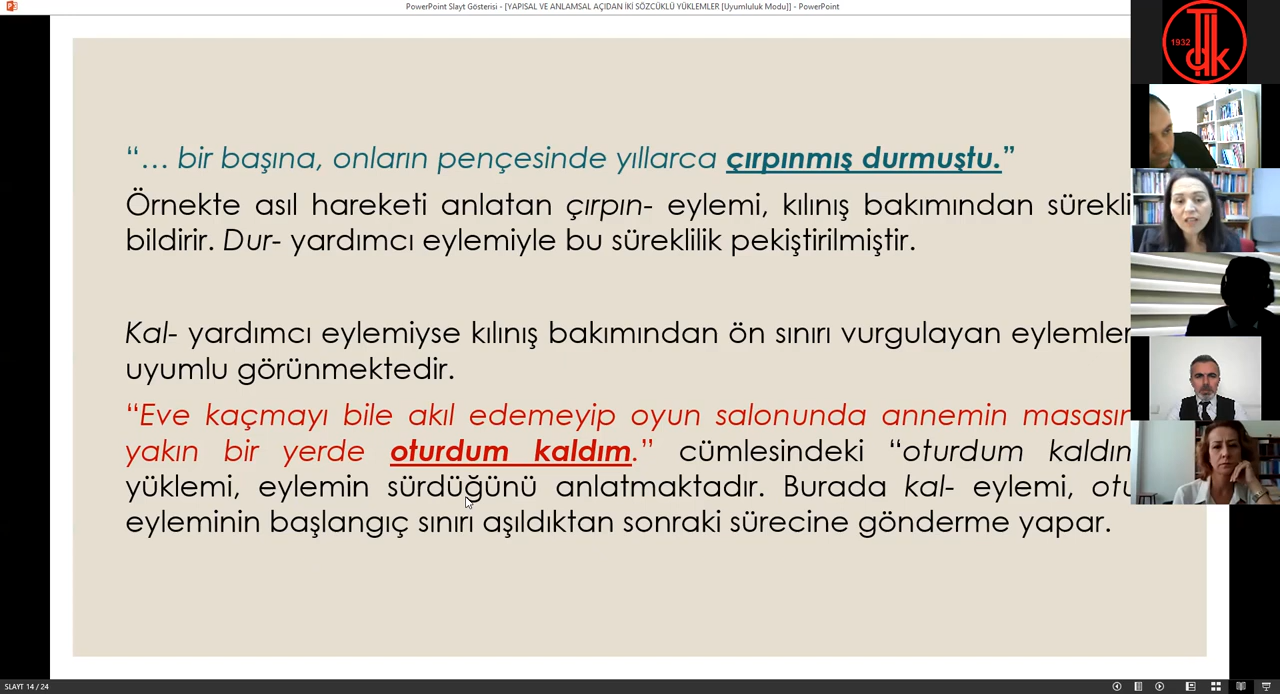 PowerPoint Slayt Gösterisi - [YAPISAL VE ANLAMSAL AÇIDAN İKİ SÖZCÜKLÜ YÜKLEMLER [Uyumluluk Modu]] - PowerPoint
1932
TDK
“… bir başına, onların pençesinde yıllarca çırpınmış durmuştu.”
Örnekte asıl hareketi anlatan çırpın- eylemi, kılınış bakımından sürekli
bildirir. Dur- yardımcı eylemiyle bu süreklilik pekiştirilmiştir.
Kal- yardımcı eylemiyse kılınış bakımından ön sınırı vurgulayan
uyumlu görünmektedir.
“Eve kaçmayı bile akıl edemeyip oyun salonunda annemin
yakın bir yerde oturdum kaldım.” cümlesindeki “oturdum
yüklemi, eylemin sürdüğünü anlatmaktadır. Burada kal- eylemi,
eyleminin başlangıç sınırı aşıldıktan sonraki sürecine gönderme yapar.
SLAYT 14 / 24